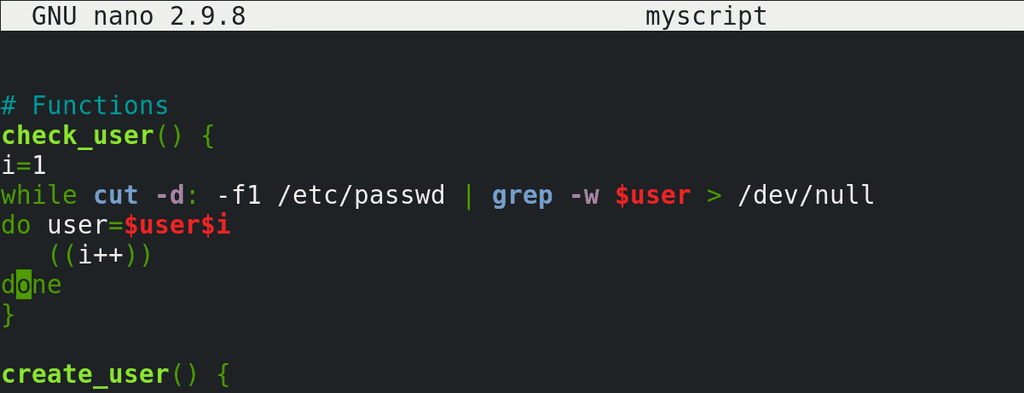 GNU nano 2.9.8 myscript
# Functions
check_user() {
i=1
while cut -d: -f1 /etc/passwd | grep -w $user > /dev/null
do user=$user$i
   ((i++))
done
}
create_user() {